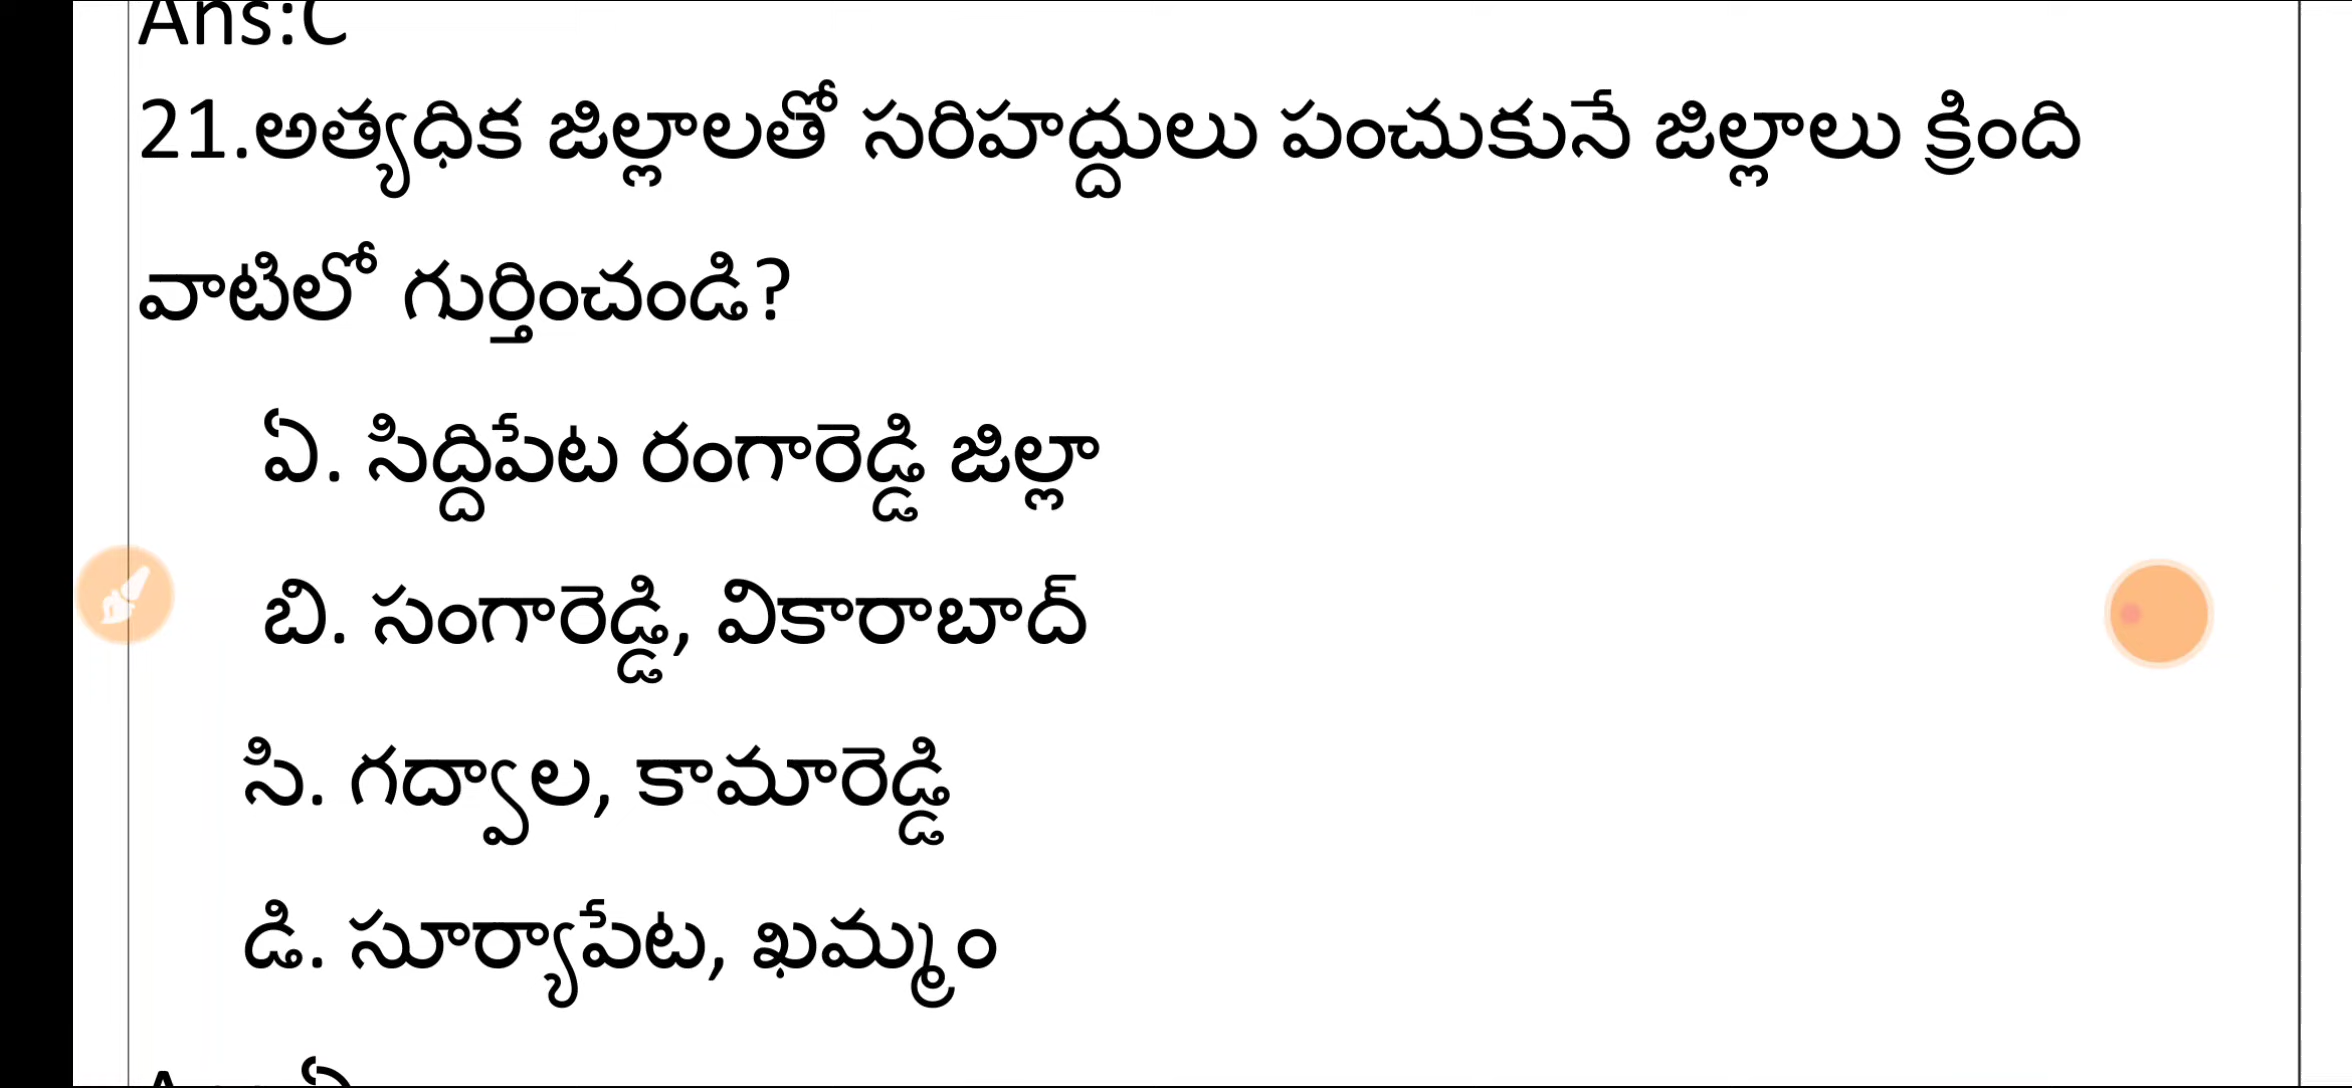 Ans:C
21.అత్యధిక జిల్లాలతో సరిహద్దులు పంచుకునే జిల్లాలు క్రింది
వాటిలో గుర్తించండి?
ఏ. సిద్దిపేట రంగారెడ్డి జిల్లా
బి. సంగారెడ్డి, వికారాబాద్
సి. గద్వాల, కామారెడ్డి
డి. సూర్యాపేట, ఖమ్మం